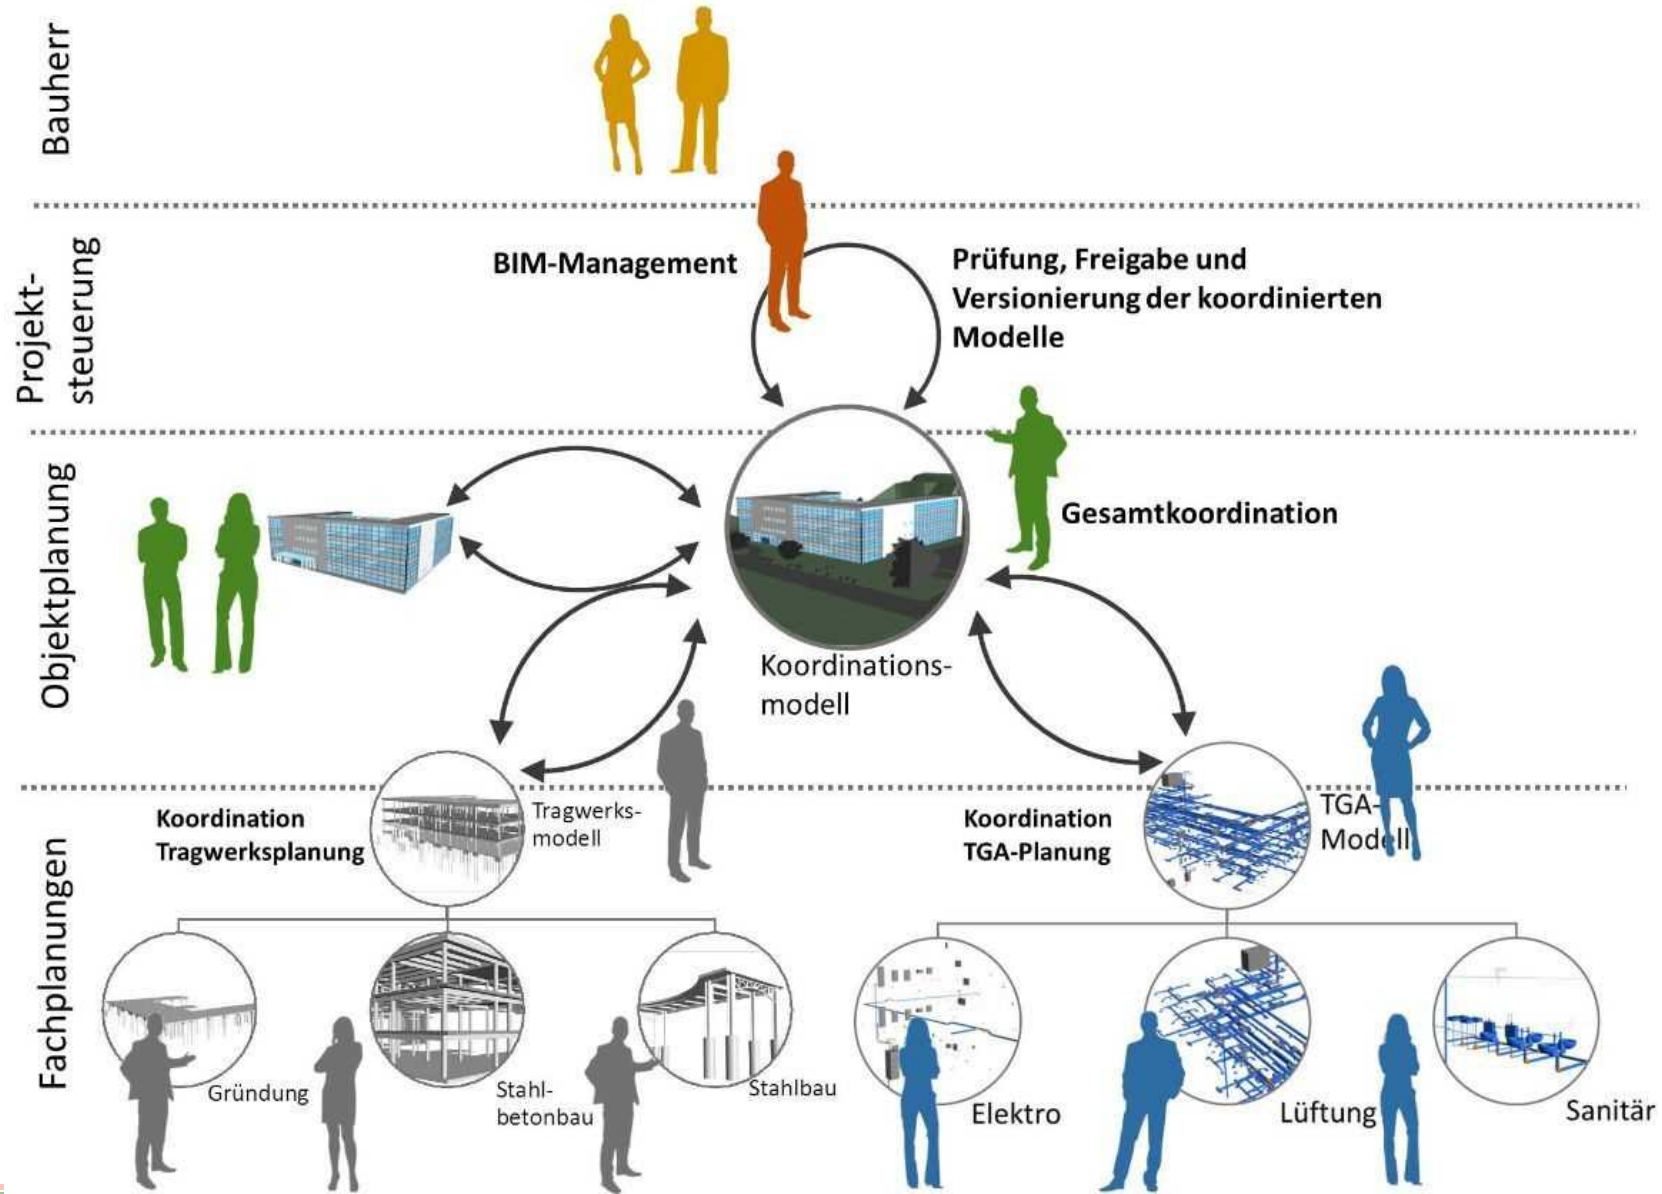 Bauherr
Projekt-
steuerung
BIM-Management
Prüfung, Freigabe und
Versionierung der koordinierten
Modelle
Objektplanung
Gesamtkoordination
Koordinations-
modell
Fachplanungen
Koordination
Tragwerksplanung
Tragwerks-
modell
Koordination
TGA-Planung
TGA-
Modell
Gründung
Stahl-
betonbau
Stahlbau
Elektro
Lüftung
Sanitär